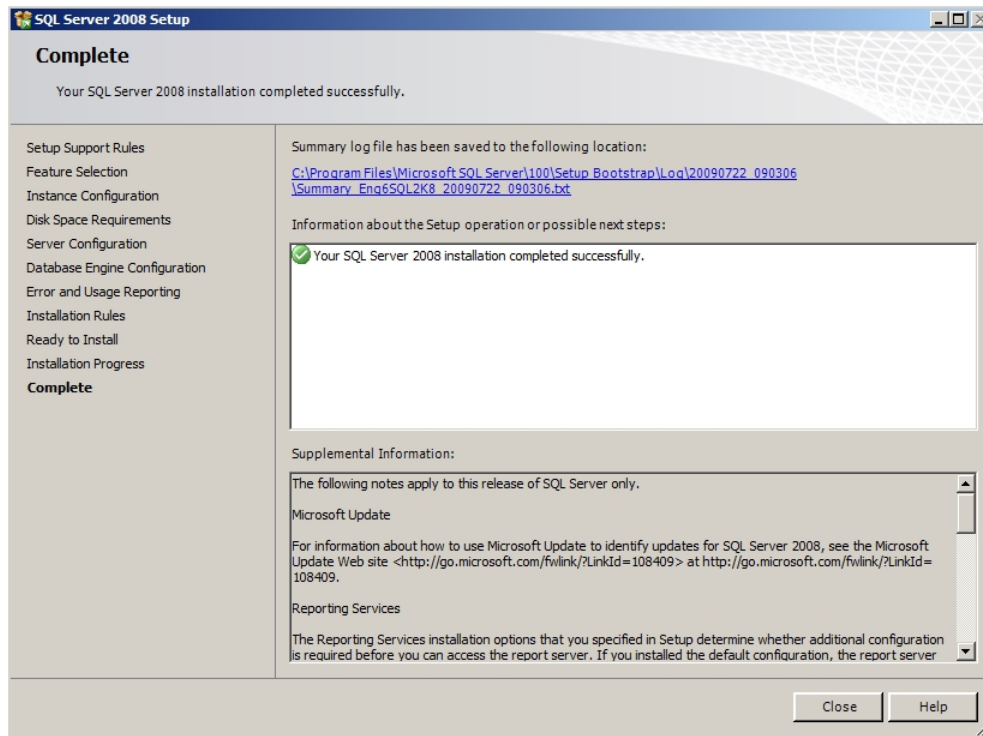 SQL Server 2008 Setup
Complete
Your SQL Server 2008 installation completed successfully.
Setup Support Rules
Feature Selection
Instance Configuration
Disk Space Requirements
Server Configuration
Database Engine Configuration
Error and Usage Reporting
Installation Rules
Ready to Install
Installation Progress
Complete
Summary log file has been saved to the following location:
C:\Program Files\Microsoft SQL Server\100\Setup Bootstrap\Log\20090722_090306
\Summary_Eng6SQL2K8_20090722_090306.txt
Information about the Setup operation or possible next steps:
Your SQL Server 2008 installation completed successfully.
Supplemental Information:
The following notes apply to this release of SQL Server only.
Microsoft Update
For information about how to use Microsoft Update to identify updates for SQL Server 2008, see the Microsoft
Update Web site <http://go.microsoft.com/fwlink/?LinkId=108409> at http://go.microsoft.com/fwlink/?LinkId=
108409.
Reporting Services
The Reporting Services installation options that you specified in Setup determine whether additional configuration
is required before you can access the report server. If you installed the default configuration, the report server
Close
Help